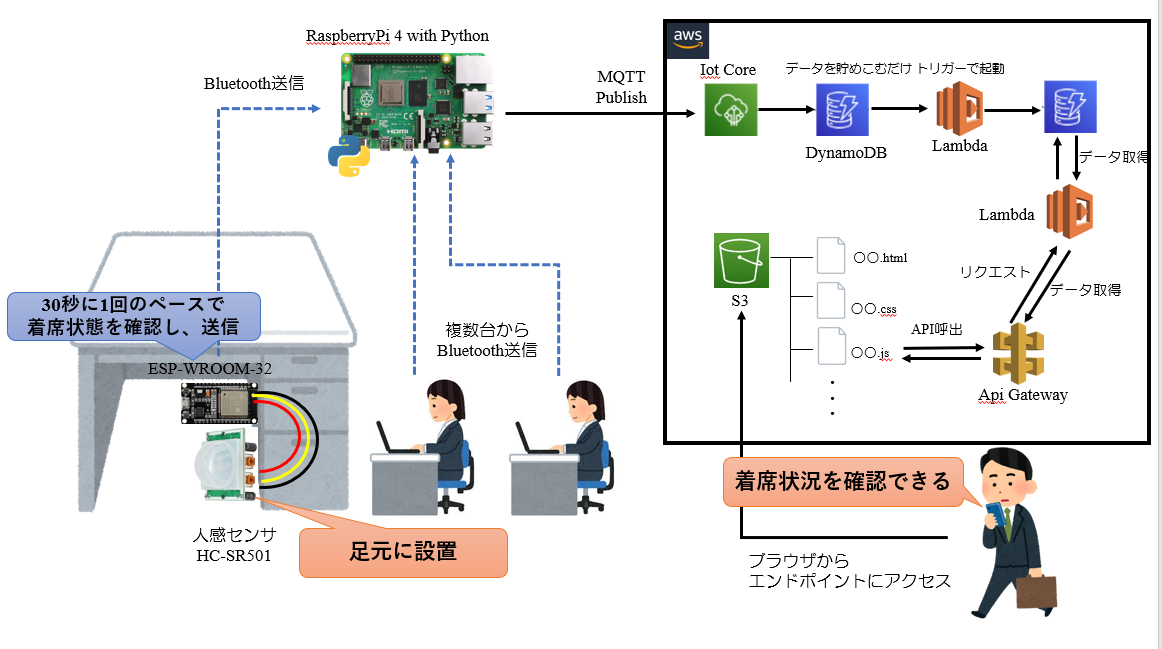 RaspberryPi 4 with Python
Bluetooth送信
MQTT
Publish
aws
Iot Core
データを貯めこむだけ
トリガーで起動
DynamoDB
Lambda
データ取得
Lambda
リクエスト
データ取得
S3
〇〇.html
〇〇.css
〇〇.js
API呼出
Api Gateway
30秒に1回のペースで
着席状態を確認し、送信
ESP-WROOM-32
複数台から
Bluetooth送信
人感センサ
HC-SR501
足元に設置
着席状況を確認できる
ブラウザから
エンドポイントにアクセス
HDMI